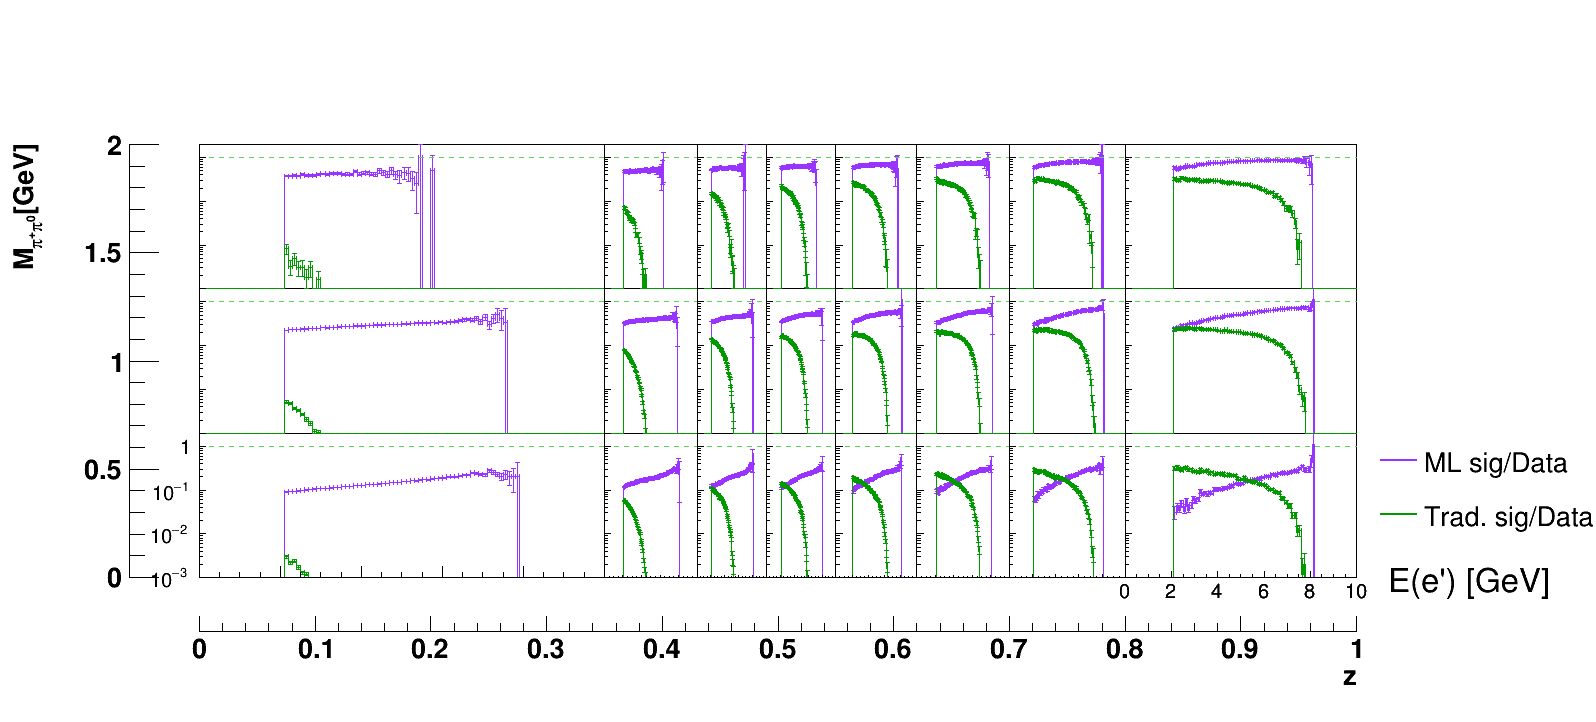 M π⁺π⁰ [GeV]
2
1.5
1
0.5
0
1
10⁻¹
10⁻²
10⁻³
ML sig/Data
Trad. sig/Data
0 2 4 6 8 10
E(e') [GeV]
0 0.1 0.2 0.3 0.4 0.5 0.6 0.7 0.8 0.9 1
z